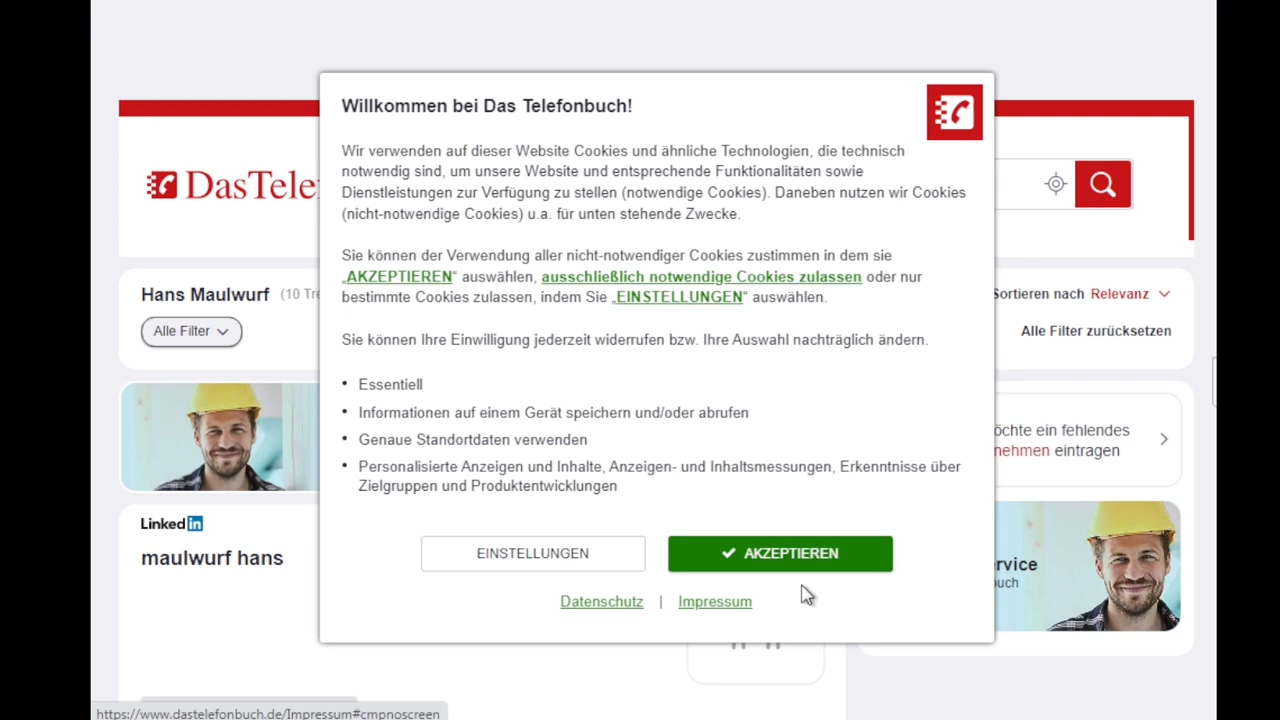 Willkommen bei Das Telefonbuch!
Wir verwenden auf dieser Website Cookies und ähnliche Technologien, die technisch
notwendig sind, um unsere Website und entsprechende Funktionalitäten sowie
Dienstleistungen zur Verfügung zu stellen (notwendige Cookies). Daneben nutzen wir Cookies
(nicht-notwendige Cookies) u.a. für unten stehende Zwecke.
Sie können der Verwendung aller nicht-notwendiger Cookies zustimmen in dem sie
„AKZEPTIEREN“ auswählen, ausschließlich notwendige Cookies zulassen oder nur
bestimmte Cookies zulassen, indem Sie „EINSTELLUNGEN“ auswählen.
Sie können Ihre Einwilligung jederzeit widerrufen bzw. Ihre Auswahl nachträglich ändern.
• Essentiell
• Informationen auf einem Gerät speichern und/oder abrufen
• Genaue Standortdaten verwenden
• Personalisierte Anzeigen und Inhalte, Anzeigen- und Inhaltsmessungen, Erkenntnisse über
Zielgruppen und Produktentwicklungen
EINSTELLUNGEN
AKZEPTIEREN
Datenschutz | Impressum
DasTele
Hans Maulwurf (10 Tre
Alle Filter
Sortieren nach Relevanz
Alle Filter zurücksetzen
öchte ein fehlendes
nehmen eintragen
Linkedin
maulwurf hans
rvice
uch
https://www.dastelefonbuch.de/Impressum#cmpnoscreen